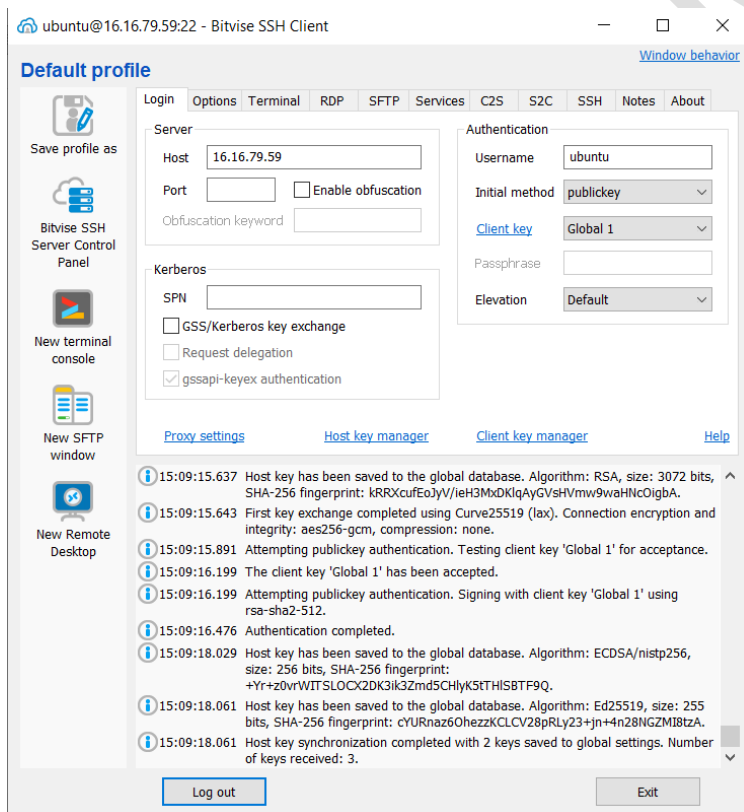 ubuntu@16.16.79.59:22 - Bitvise SSH Client
Window behavior
Default profile
Save profile as
Bitvise SSH
Server Control
Panel
New terminal
console
New SFTP
window
New Remote
Desktop
Login Options Terminal RDP SFTP Services C2S S2C SSH Notes About
Server
Host 16.16.79.59
Port Enable obfuscation
Obfuscation keyword
Kerberos
SPN
GSS/Kerberos key exchange
Request delegation
gssapi-keyex authentication
Authentication
Username ubuntu
Initial method publickey
Client key Global 1
Passphrase
Elevation Default
Proxy settings Host key manager Client key manager Help
15:09:15.637 Host key has been saved to the global database. Algorithm: RSA, size: 3072 bits,
SHA-256 fingerprint: kRRXcufEoJyV/ieH3MxDKlqAyGVsHVmw9waHNcOigbA.
15:09:15.643 First key exchange completed using Curve25519 (lax). Connection encryption and
integrity: aes256-gcm, compression: none.
15:09:15.891 Attempting publickey authentication. Testing client key 'Global 1' for acceptance.
15:09:16.199 The client key 'Global 1' has been accepted.
15:09:16.199 Attempting publickey authentication. Signing with client key 'Global 1' using
rsa-sha2-512.
15:09:16.476 Authentication completed.
15:09:18.029 Host key has been saved to the global database. Algorithm: ECDSA/nistp256,
size: 256 bits, SHA-256 fingerprint:
+Yr+z0vrWITSLOCX2DK3ik3Zmd5CHlyK5tTHlSBTF9Q.
15:09:18.061 Host key has been saved to the global database. Algorithm: Ed25519, size: 255
bits, SHA-256 fingerprint: cYURnaz6OhezzKCLCV28pRLy23+jn+4n28NGZMI8tzA.
15:09:18.061 Host key synchronization completed with 2 keys saved to global settings. Number
of keys received: 3.
Log out Exit